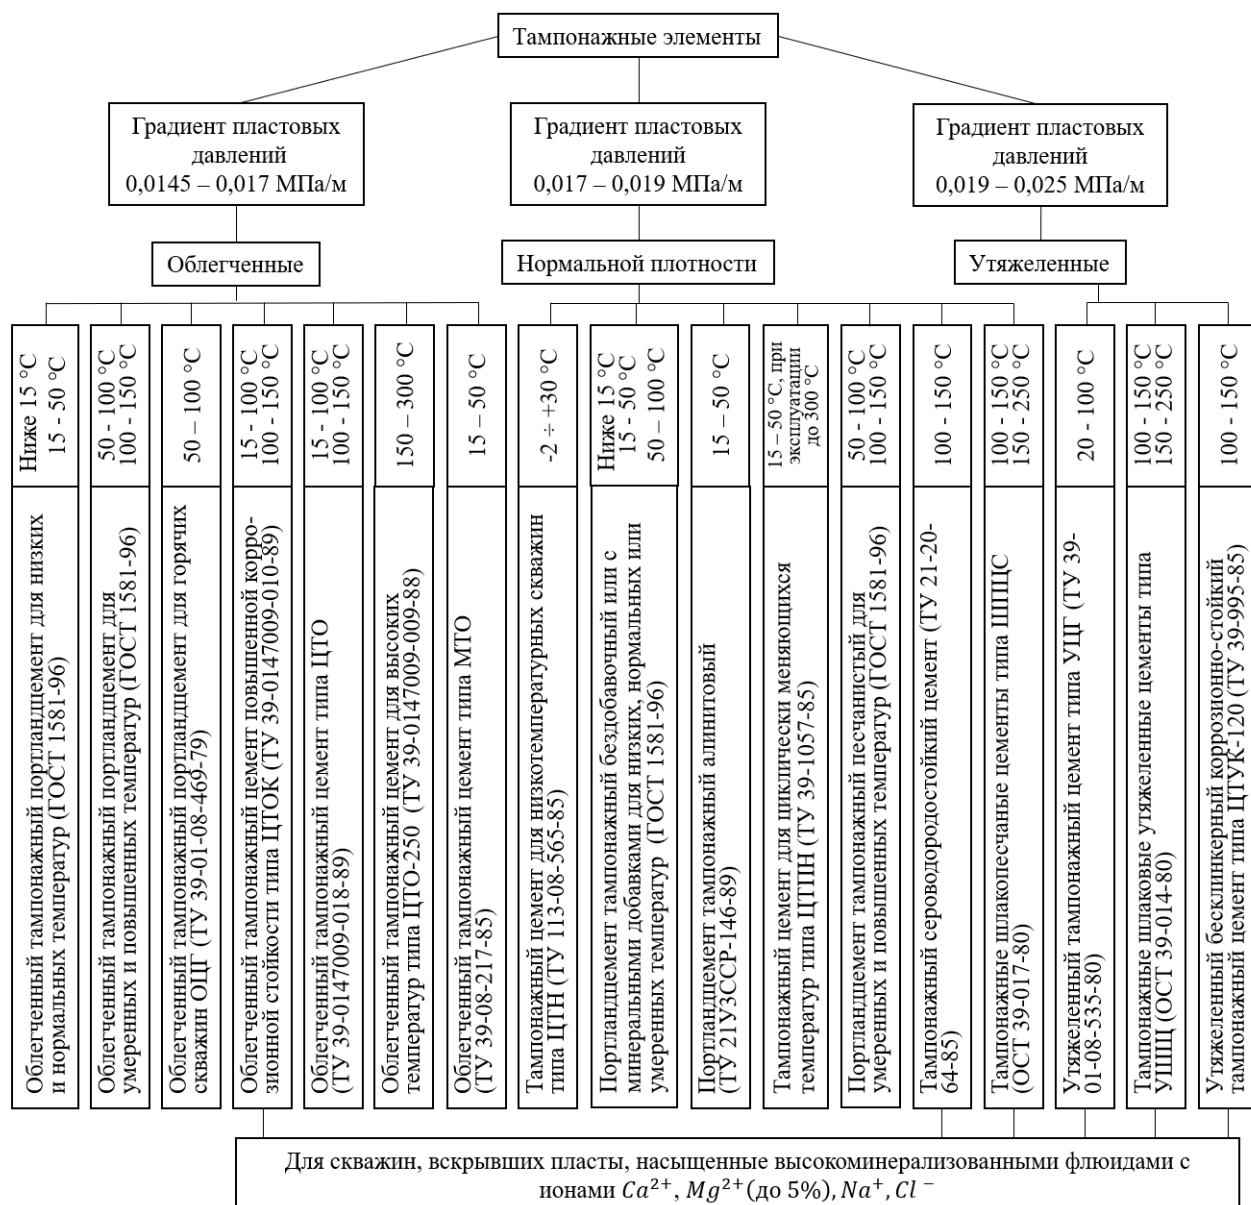 Тампонажные элементы
Градиент пластовых
давлений
0,0145 – 0,017 МПа/м
Градиент пластовых
давлений
0,017 – 0,019 МПа/м
Градиент пластовых
давлений
0,019 – 0,025 МПа/м
Облегченные
Нормальной плотности
Утяжеленные
Ниже 15 °С
15 - 50 °С
50 - 100 °С
100 - 150 °С
50 – 100 °С
15 - 100 °С
100 - 150 °С
15 - 100 °С
100 - 150 °С
150 – 300 °С
15 – 50 °С
-2 ÷ +30 °С
Ниже 15 °С
15 - 50 °С
50 – 100 °С
15 – 50 °С
15 – 50 °С, при
эксплуатации
до 300 °С
50 - 100 °С
100 - 150 °С
100 - 150 °С
100 - 150 °С
150 - 250 °С
20 - 100 °С
100 - 150 °С
150 - 250 °С
100 - 150 °С
Облегченный тампонажный портландцемент для низких
и нормальных температур (ГОСТ 1581-96)
Облегченный тампонажный портландцемент для
умеренных и повышенных температур (ГОСТ 1581-96)
Облегченный тампонажный портландцемент для горячих
скважин ОЦГ (ТУ 39-01-08-469-79)
Облегченный тампонажный цемент повышенной корро-
зионной стойкости типа ЦТОК (ТУ 39-0147009-010-89)
Облегченный тампонажный цемент типа ЦТО
(ТУ 39-0147009-018-89)
Облегченный тампонажный цемент для высоких
температур типа ЦТО-250 (ТУ 39-0147009-009-88)
Облегченный тампонажный цемент типа МТО
(ТУ 39-08-217-85)
Тампонажный цемент для низкотемпературных скважин
типа ЦТН (ТУ 113-08-565-85)
Портландцемент тампонажный бездобавочный или с
минеральными добавками для низких, нормальных или
умеренных температур (ГОСТ 1581-96)
Портландцемент тампонажный алинитовый
(ТУ 21УЗССР-146-89)
Тампонажный цемент для циклически меняющихся
температур типа ЦТПН (ТУ 39-1057-85)
Портландцемент тампонажный песчанистый для
умеренных и повышенных температур (ГОСТ 1581-96)
Тампонажный сероводородостойкий цемент (ТУ 21-20-
64-85)
Тампонажные шлакопесчаные цементы типа ШПЦС
(ОСТ 39-017-80)
Утяжеленный тампонажный цемент типа УЦГ (ТУ 39-
01-08-535-80)
Тампонажные шлаковые утяжеленные цементы типа
УШЦ (ОСТ 39-014-80)
Утяжеленный бесклинкерный коррозионно-стойкий
тампонажный цемент типа ЦТУК-120 (ТУ 39-995-85)
Для скважин, вскрывших пласты, насыщенные высокоминерализованными флюидами с
ионами Ca²⁺, Mg²⁺(до 5%), Na⁺, Cl⁻